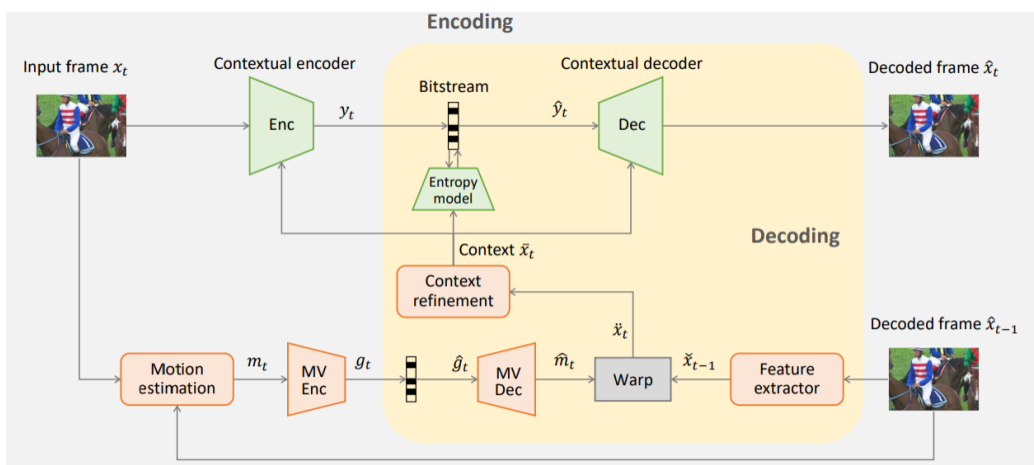 Encoding
Input frame 𝑥ₜ
Contextual encoder
Contextual decoder
Decoded frame x̂ₜ
Bitstream
Enc
𝑦ₜ
ŷₜ
Dec
Entropy
model
Decoding
Context x̄ₜ
Context
refinement
ẍₜ
Decoded frame x̂ₜ₋₁
Motion
estimation
𝑚ₜ
MV
Enc
𝑔ₜ
ĝₜ
MV
Dec
m̂ₜ
Warp
x̌ₜ₋₁
Feature
extractor